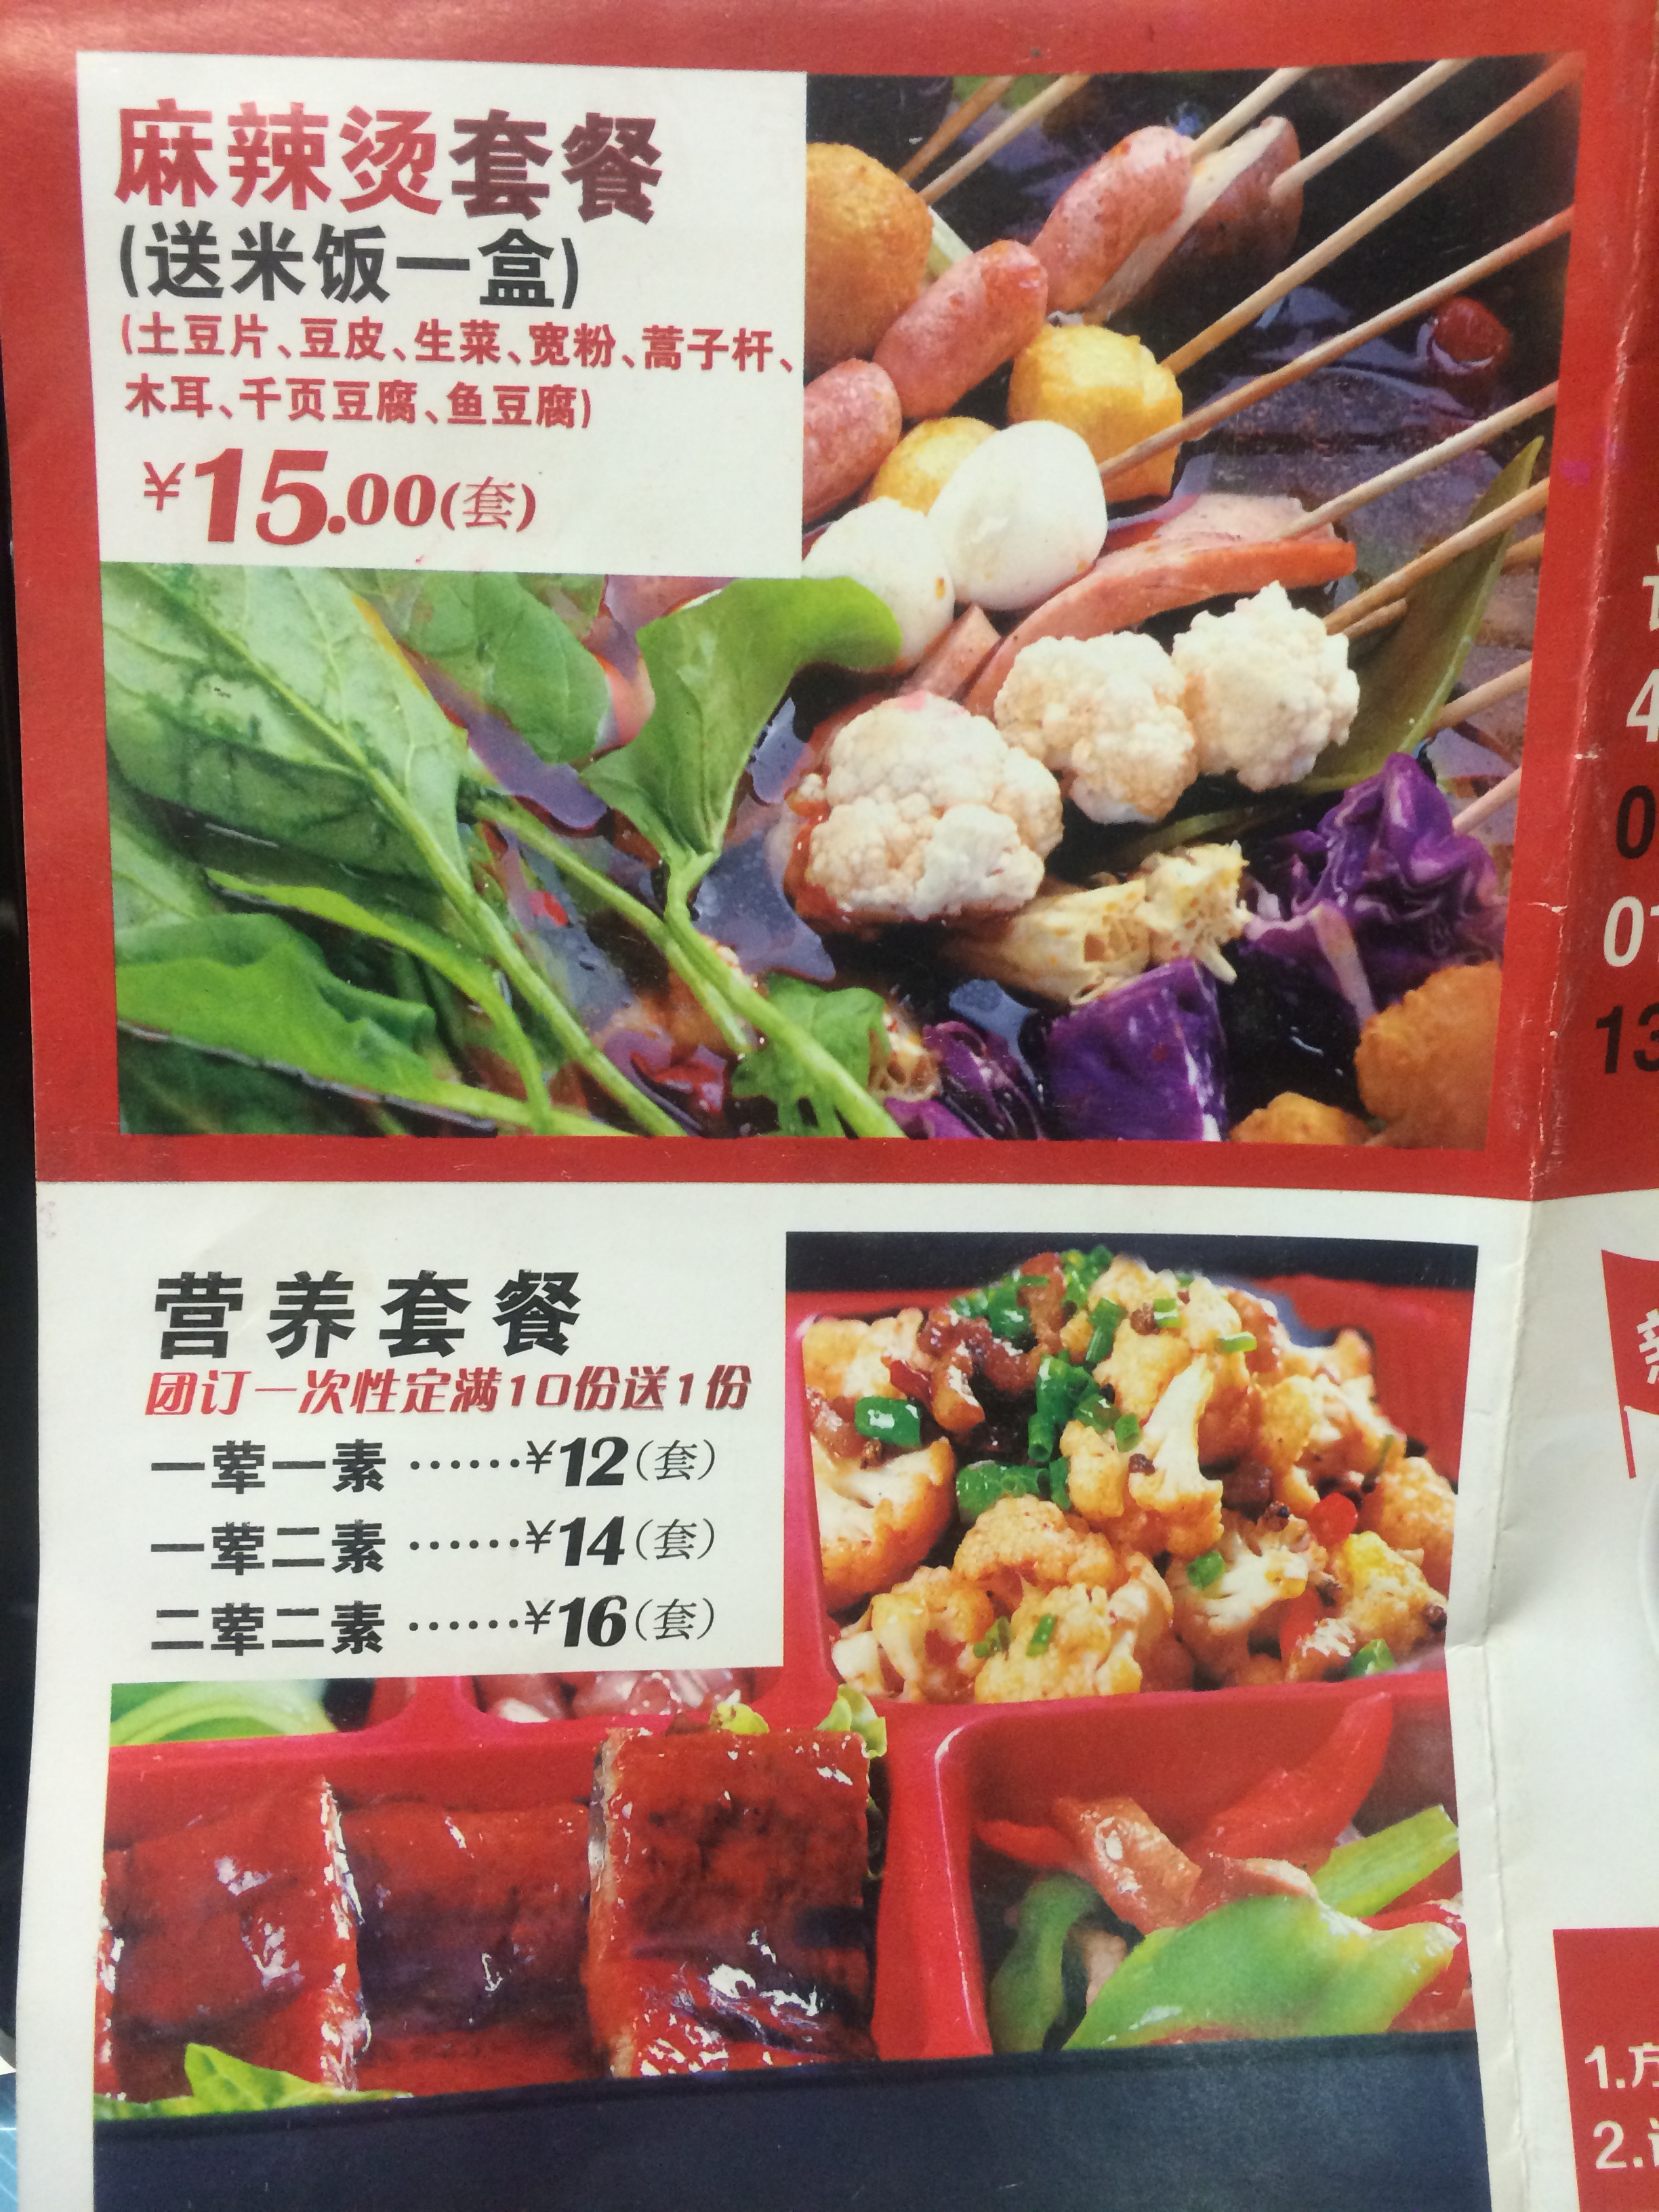 麻辣烫套餐
(送米饭一盒)
(土豆片、豆皮、生菜、宽粉、蒿子杆、
木耳、千页豆腐、鱼豆腐)
¥15.00(套)
营养套餐
团订一次性定满10份送1份
一荤一素 ······¥12(套)
一荤二素 ······¥14(套)
二荤二素 ······¥16(套)
4
0
01
13
1.方
2.